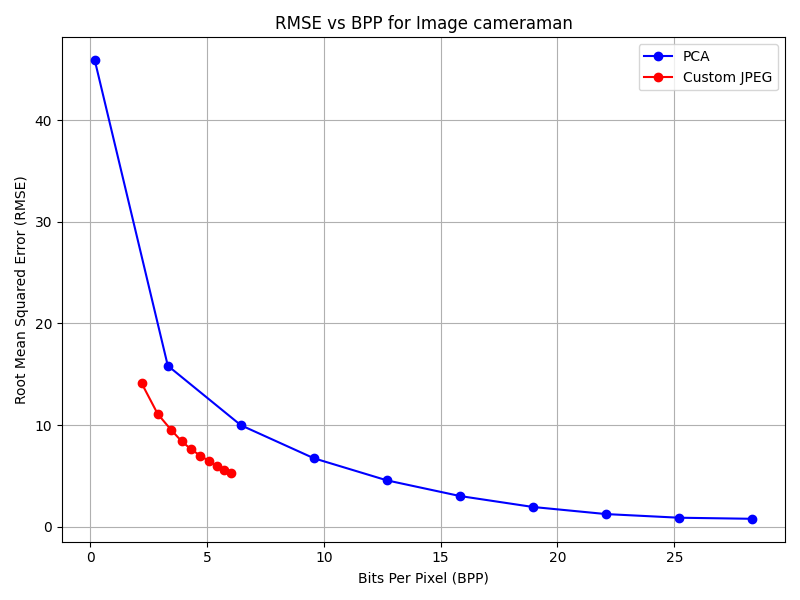 RMSE vs BPP for Image cameraman
PCA
Custom JPEG
Root Mean Squared Error (RMSE)
40
30
20
10
0
0 5 10 15 20 25
Bits Per Pixel (BPP)